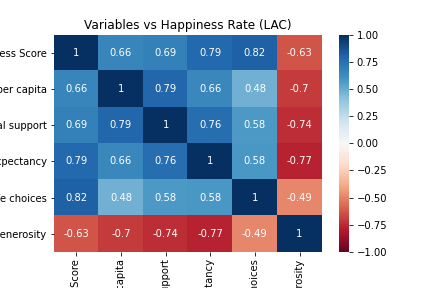 Variables vs Happiness Rate (LAC)
ess Score 1 0.66 0.69 0.79 0.82 -0.63
per capita 0.66 1 0.79 0.66 0.48 -0.7
al support 0.69 0.79 1 0.76 0.58 -0.74
xpectancy 0.79 0.66 0.76 1 0.58 -0.77
e choices 0.82 0.48 0.58 0.58 1 -0.49
enerosity -0.63 -0.7 -0.74 -0.77 -0.49 1
Score
capita
upport
tancy
oices
rosity
1.00
0.75
0.50
0.25
0.00
−0.25
−0.50
−0.75
−1.00